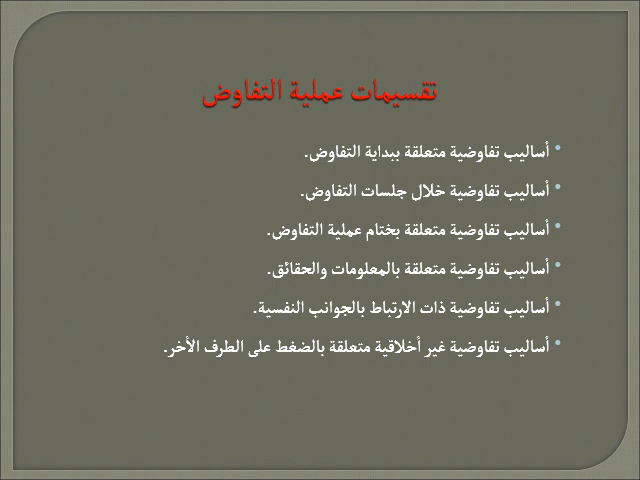 تقسيمات عملية التفاوض
• أساليب تفاوضية متعلقة ببداية التفاوض.
• أساليب تفاوضية خلال جلسات التفاوض.
• أساليب تفاوضية متعلقة بختام عملية التفاوض.
• أساليب تفاوضية متعلقة بالمعلومات والحقائق.
• أساليب تفاوضية ذات الارتباط بالجوانب النفسية.
• أساليب تفاوضية غير أخلاقية متعلقة بالضغط على الطرف الأخر.